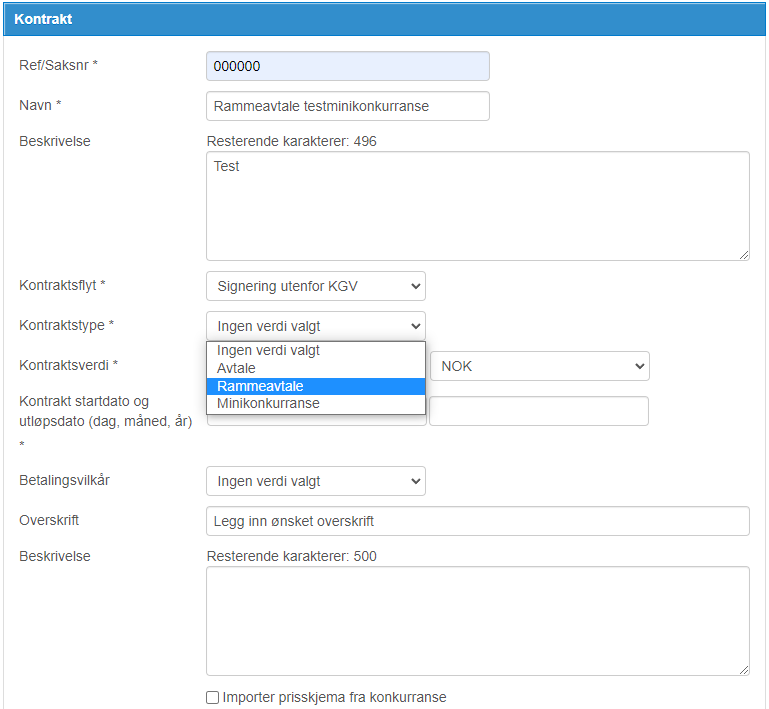 Kontrakt
Ref/Saksnr *
000000
Navn *
Rammeavtale testminikonkurranse
Beskrivelse
Resterende karakterer: 496
Test
Kontraktsflyt *
Signering utenfor KGV
Kontraktstype *
Ingen verdi valgt
Ingen verdi valgt
Avtale
Rammeavtale
Minikonkurranse
Kontraktsverdi *
NOK
Kontrakt startdato og
utløpsdato (dag, måned, år)
*
Betalingsvilkår
Ingen verdi valgt
Overskrift
Legg inn ønsket overskrift
Beskrivelse
Resterende karakterer: 500
Importer prisskjema fra konkurranse